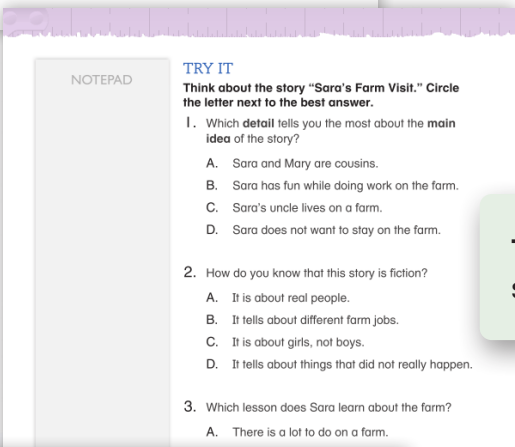 NOTEPAD
TRY IT
Think about the story “Sara’s Farm Visit.” Circle
the letter next to the best answer.
1. Which detail tells you the most about the main
idea of the story?
A. Sara and Mary are cousins.
B. Sara has fun while doing work on the farm.
C. Sara’s uncle lives on a farm.
D. Sara does not want to stay on the farm.
2. How do you know that this story is fiction?
A. It is about real people.
B. It tells about different farm jobs.
C. It is about girls, not boys.
D. It tells about things that did not really happen.
3. Which lesson does Sara learn about the farm?
A. There is a lot to do on a farm.